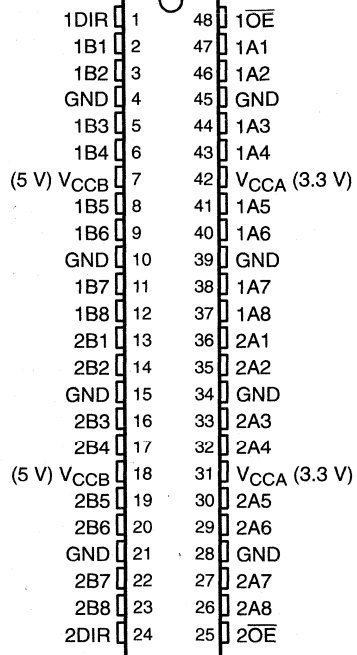 1DIR 1 48 1O̅E̅
1B1 2 47 1A1
1B2 3 46 1A2
GND 4 45 GND
1B3 5 44 1A3
1B4 6 43 1A4
(5 V) VCCB 7 42 VCCA (3.3 V)
1B5 8 41 1A5
1B6 9 40 1A6
GND 10 39 GND
1B7 11 38 1A7
1B8 12 37 1A8
2B1 13 36 2A1
2B2 14 35 2A2
GND 15 34 GND
2B3 16 33 2A3
2B4 17 32 2A4
(5 V) VCCB 18 31 VCCA (3.3 V)
2B5 19 30 2A5
2B6 20 29 2A6
GND 21 28 GND
2B7 22 27 2A7
2B8 23 26 2A8
2DIR 24 25 2O̅E̅